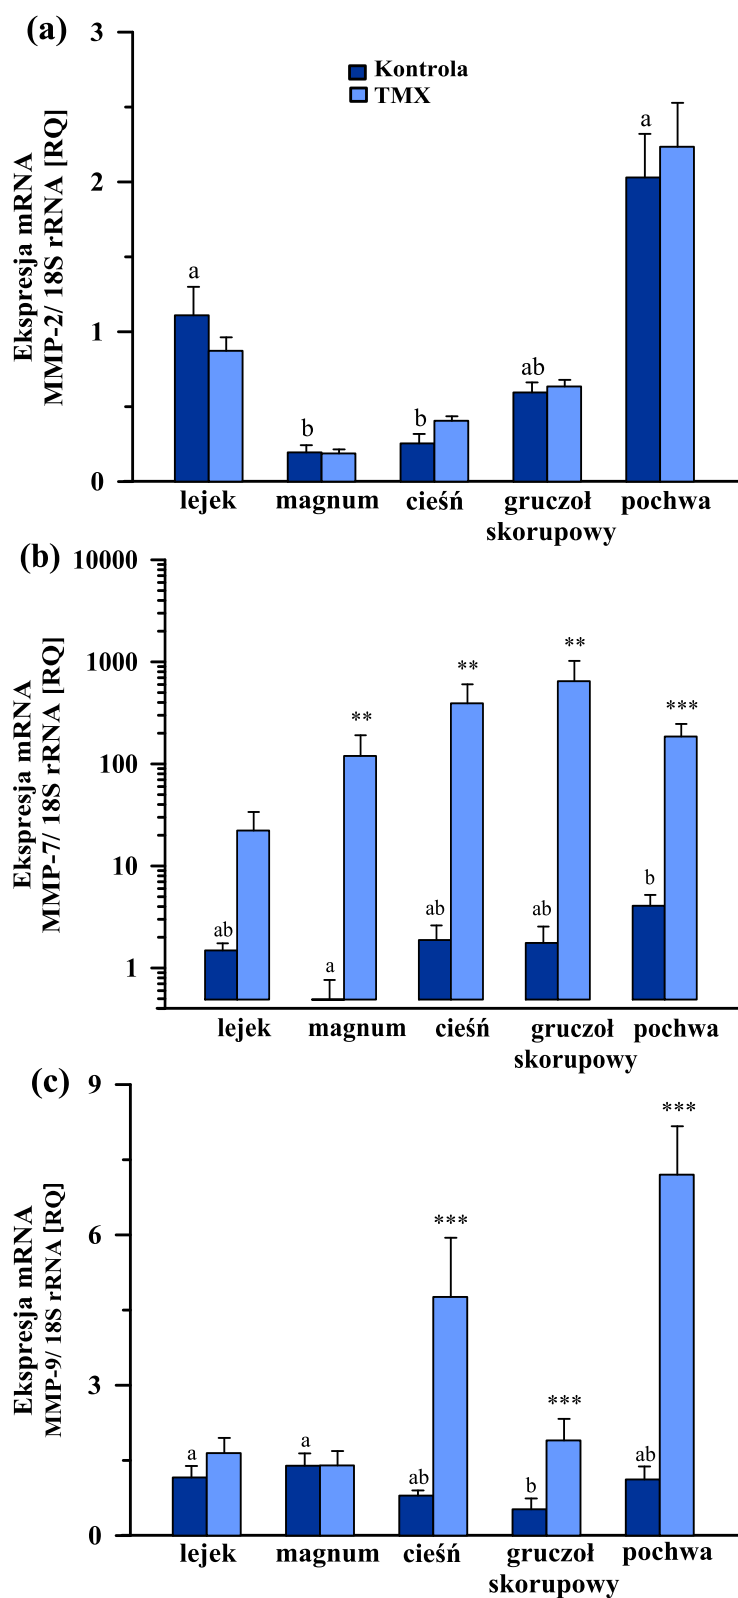 (a)
3
2
1
0
Ekspresja mRNA
MMP-2/ 18S rRNA [RQ]
Kontrola
TMX
a
b
b
ab
a
lejek
magnum
cieśń
gruczoł
skorupowy
pochwa
(b)
10000
1000
100
10
1
Ekspresja mRNA
MMP-7/ 18S rRNA [RQ]
ab
a
**
ab
**
ab
**
b
***
lejek
magnum
cieśń
gruczoł
skorupowy
pochwa
(c)
9
6
3
0
Ekspresja mRNA
MMP-9/ 18S rRNA [RQ]
a
a
ab
***
b
***
ab
***
lejek
magnum
cieśń
gruczoł
skorupowy
pochwa